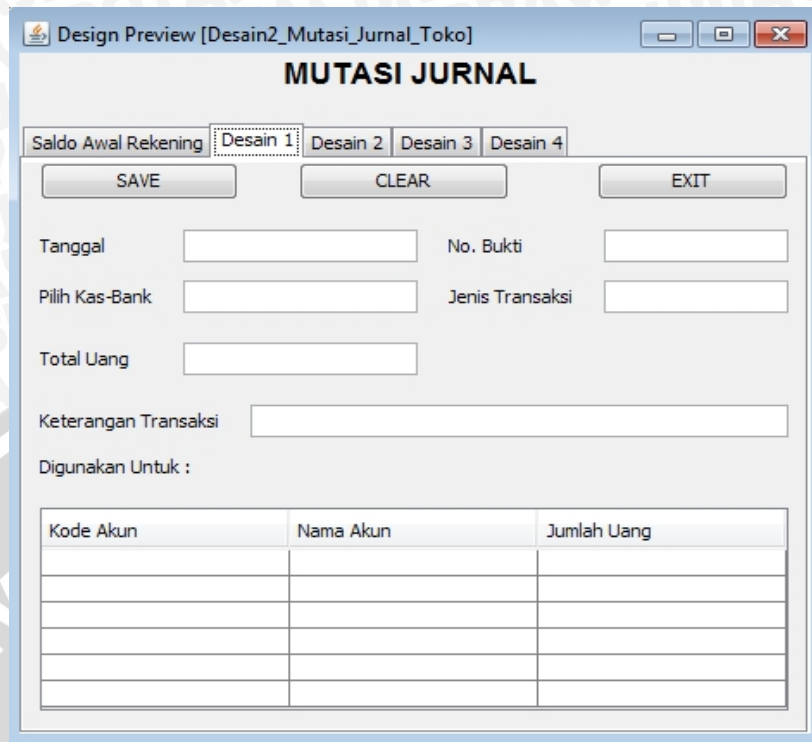 Design Preview [Desain2_Mutasi_Jurnal_Toko]
MUTASI JURNAL
Saldo Awal Rekening Desain 1 Desain 2 Desain 3 Desain 4
SAVE CLEAR EXIT
Tanggal No. Bukti
Pilih Kas-Bank Jenis Transaksi
Total Uang
Keterangan Transaksi
Digunakan Untuk :
Kode Akun Nama Akun Jumlah Uang